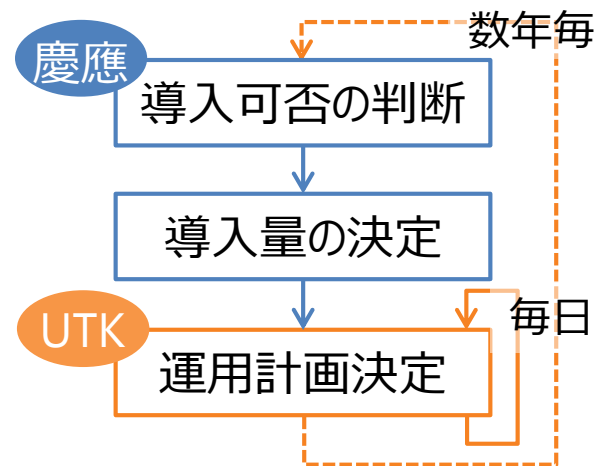 数年毎
慶應
導入可否の判断
導入量の決定
毎日
UTK
運用計画決定